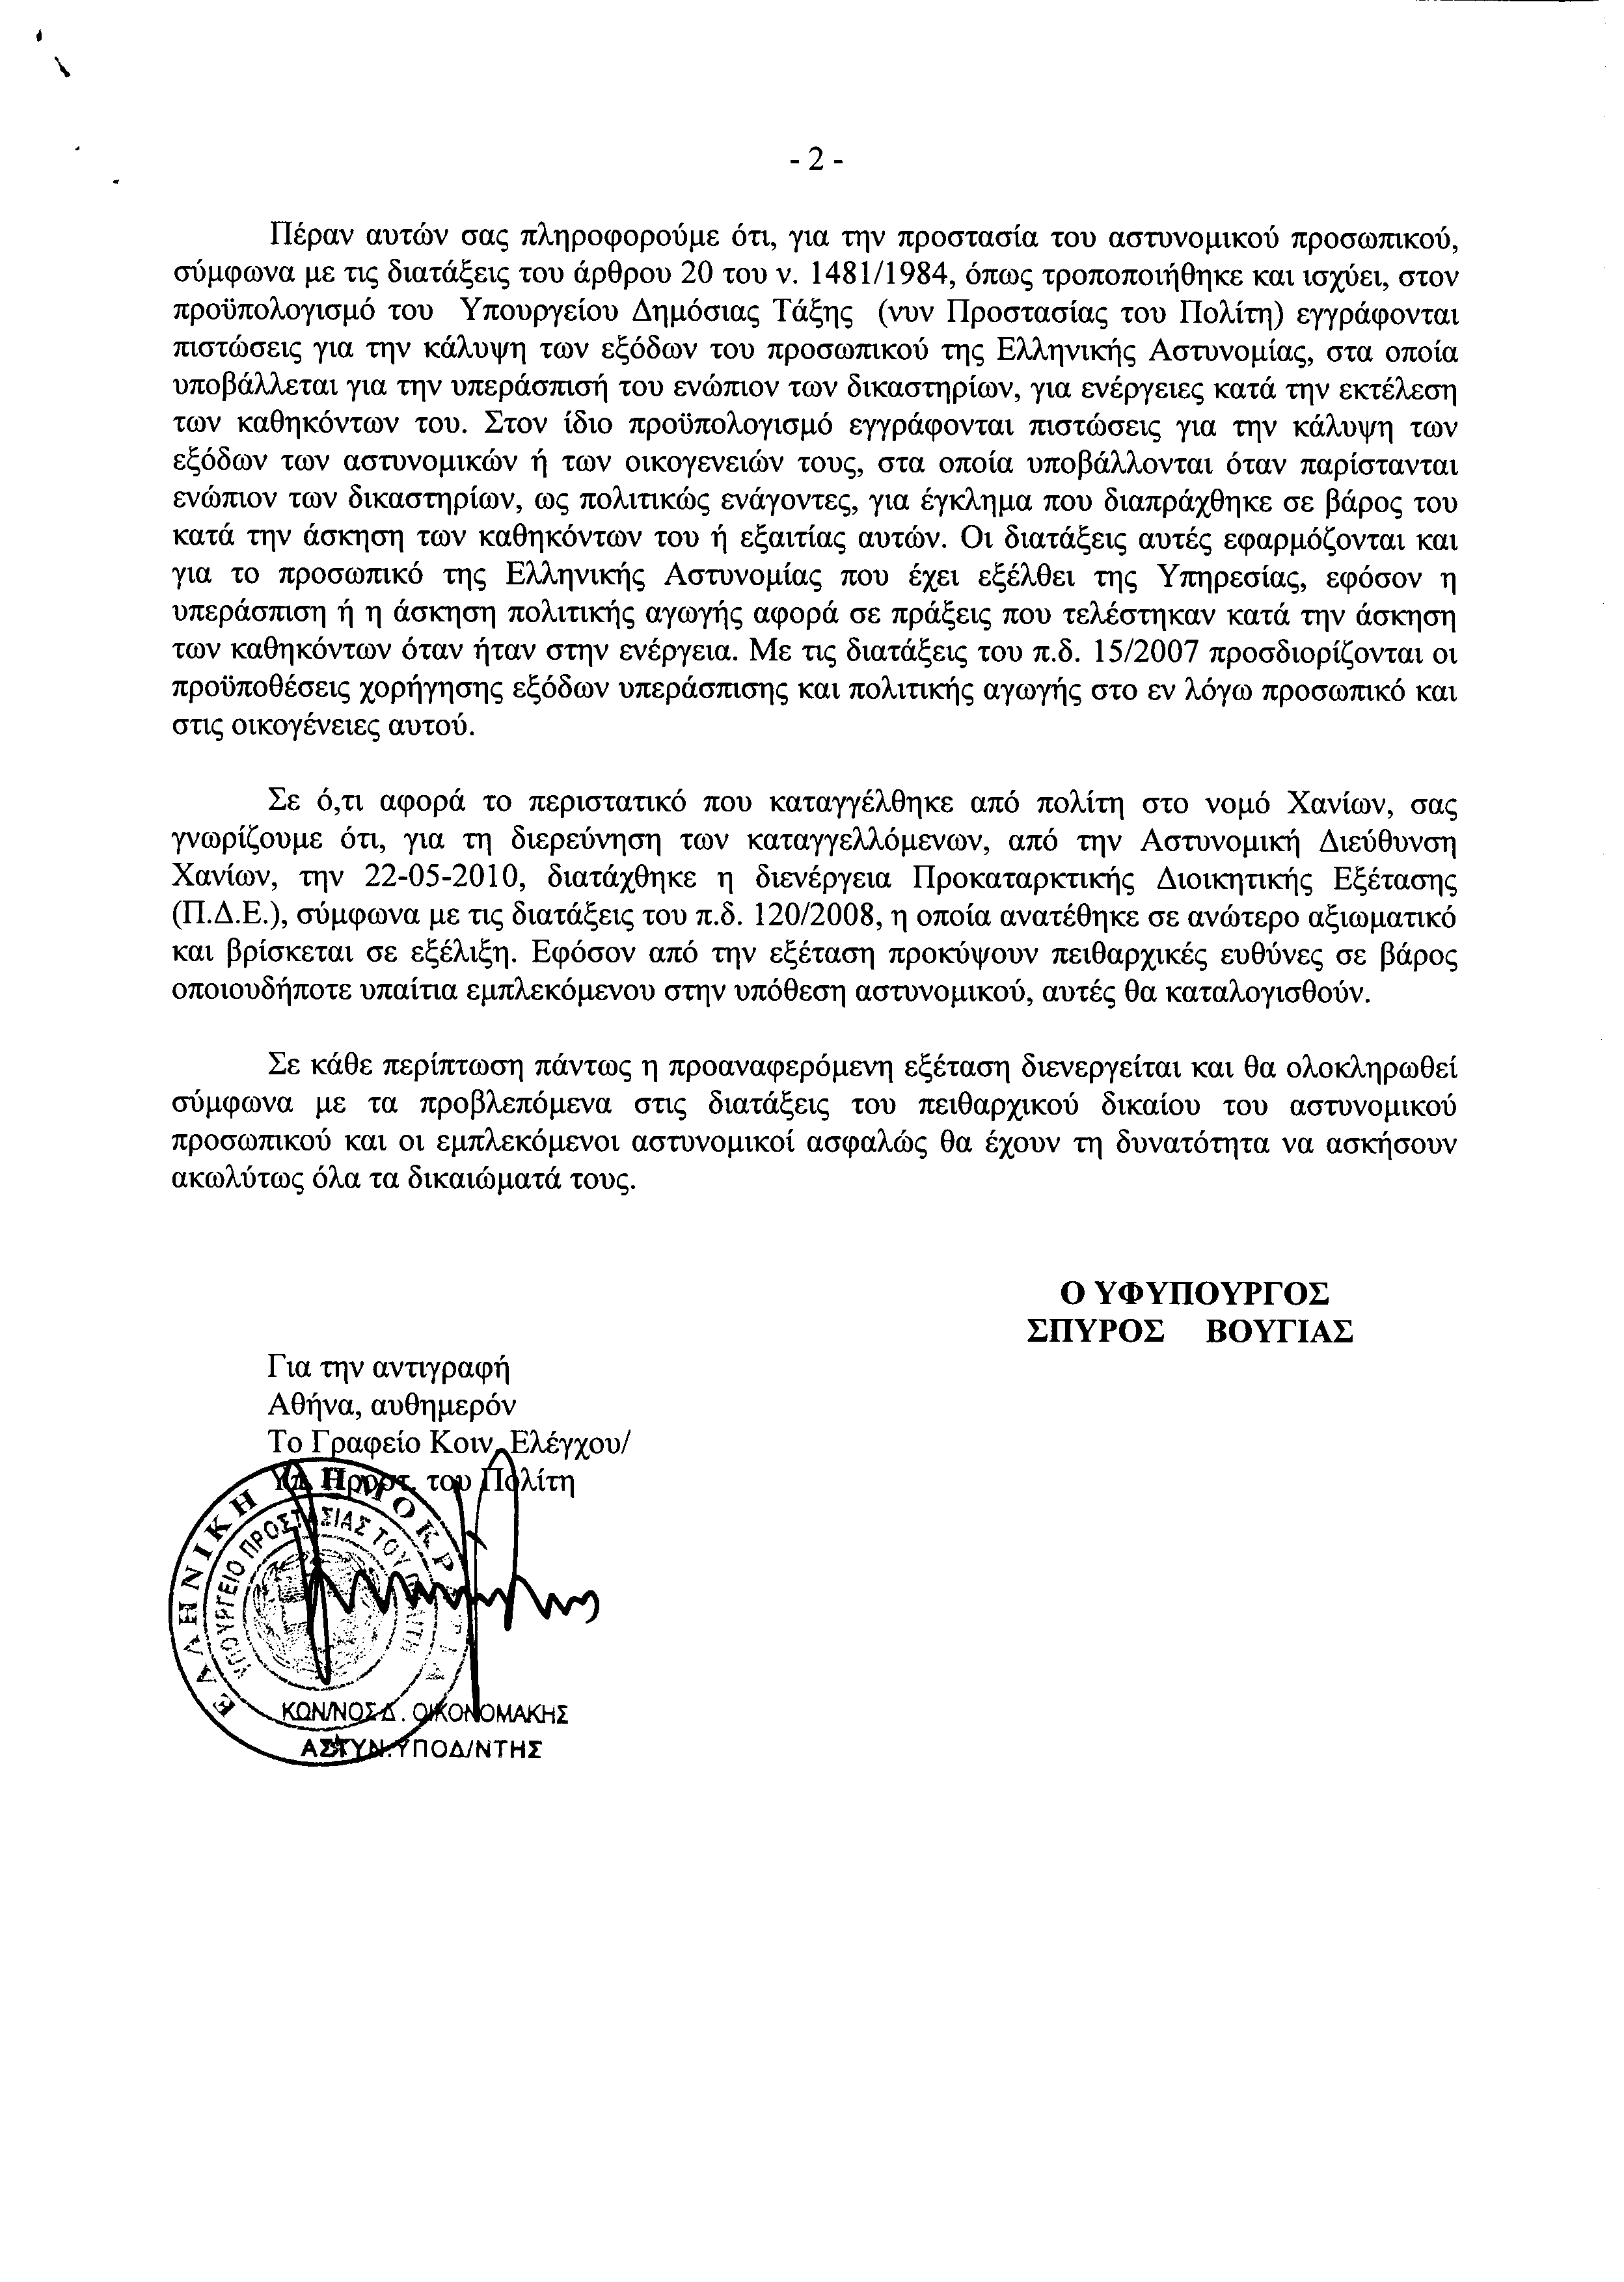 - 2 -
Πέραν αυτών σας πληροφορούμε ότι, για την προστασία του αστυνομικού προσωπικού,
σύμφωνα με τις διατάξεις του άρθρου 20 του ν. 1481/1984, όπως τροποποιήθηκε και ισχύει, στον
προϋπολογισμό του Υπουργείου Δημόσιας Τάξης (νυν Προστασίας του Πολίτη) εγγράφονται
πιστώσεις για την κάλυψη των εξόδων του προσωπικού της Ελληνικής Αστυνομίας, στα οποία
υποβάλλεται για την υπεράσπισή του ενώπιον των δικαστηρίων, για ενέργειες κατά την εκτέλεση
των καθηκόντων του. Στον ίδιο προϋπολογισμό εγγράφονται πιστώσεις για την κάλυψη των
εξόδων των αστυνομικών ή των οικογενειών τους, στα οποία υποβάλλονται όταν παρίστανται
ενώπιον των δικαστηρίων, ως πολιτικώς ενάγοντες, για έγκλημα που διαπράχθηκε σε βάρος του
κατά την άσκηση των καθηκόντων του ή εξαιτίας αυτών. Οι διατάξεις αυτές εφαρμόζονται και
για το προσωπικό της Ελληνικής Αστυνομίας που έχει εξέλθει της Υπηρεσίας, εφόσον η
υπεράσπιση ή η άσκηση πολιτικής αγωγής αφορά σε πράξεις που τελέστηκαν κατά την άσκηση
των καθηκόντων όταν ήταν στην ενέργεια. Με τις διατάξεις του π.δ. 15/2007 προσδιορίζονται οι
προϋποθέσεις χορήγησης εξόδων υπεράσπισης και πολιτικής αγωγής στο εν λόγω προσωπικό και
στις οικογένειες αυτού.
Σε ό,τι αφορά το περιστατικό που καταγγέλθηκε από πολίτη στο νομό Χανίων, σας
γνωρίζουμε ότι, για τη διερεύνηση των καταγγελλόμενων, από την Αστυνομική Διεύθυνση
Χανίων, την 22-05-2010, διατάχθηκε η διενέργεια Προκαταρκτικής Διοικητικής Εξέτασης
(Π.Δ.Ε.), σύμφωνα με τις διατάξεις του π.δ. 120/2008, η οποία ανατέθηκε σε ανώτερο αξιωματικό
και βρίσκεται σε εξέλιξη. Εφόσον από την εξέταση προκύψουν πειθαρχικές ευθύνες σε βάρος
οποιουδήποτε υπαίτια εμπλεκόμενου στην υπόθεση αστυνομικού, αυτές θα καταλογισθούν.
Σε κάθε περίπτωση πάντως η προαναφερόμενη εξέταση διενεργείται και θα ολοκληρωθεί
σύμφωνα με τα προβλεπόμενα στις διατάξεις του πειθαρχικού δικαίου του αστυνομικού
προσωπικού και οι εμπλεκόμενοι αστυνομικοί ασφαλώς θα έχουν τη δυνατότητα να ασκήσουν
ακωλύτως όλα τα δικαιώματά τους.
Ο ΥΦΥΠΟΥΡΓΟΣ
ΣΠΥΡΟΣ ΒΟΥΓΙΑΣ
Για την αντιγραφή
Αθήνα, αυθημερόν
Το Γραφείο Κοιν. Ελέγχου/
Υπ. Προστ. του Πολίτη
ΕΛΛΗΝΙΚΗ ΔΗΜΟΚΡΑΤΙΑ
ΥΠΟΥΡΓΕΙΟ ΠΡΟΣΤΑΣΙΑΣ ΤΟΥ ΠΟΛΙΤΗ
ΚΩΝ/ΝΟΣ Δ. ΟΙΚΟΝΟΜΑΚΗΣ
ΑΣΤΥΝ. ΥΠΟΔ/ΝΤΗΣ